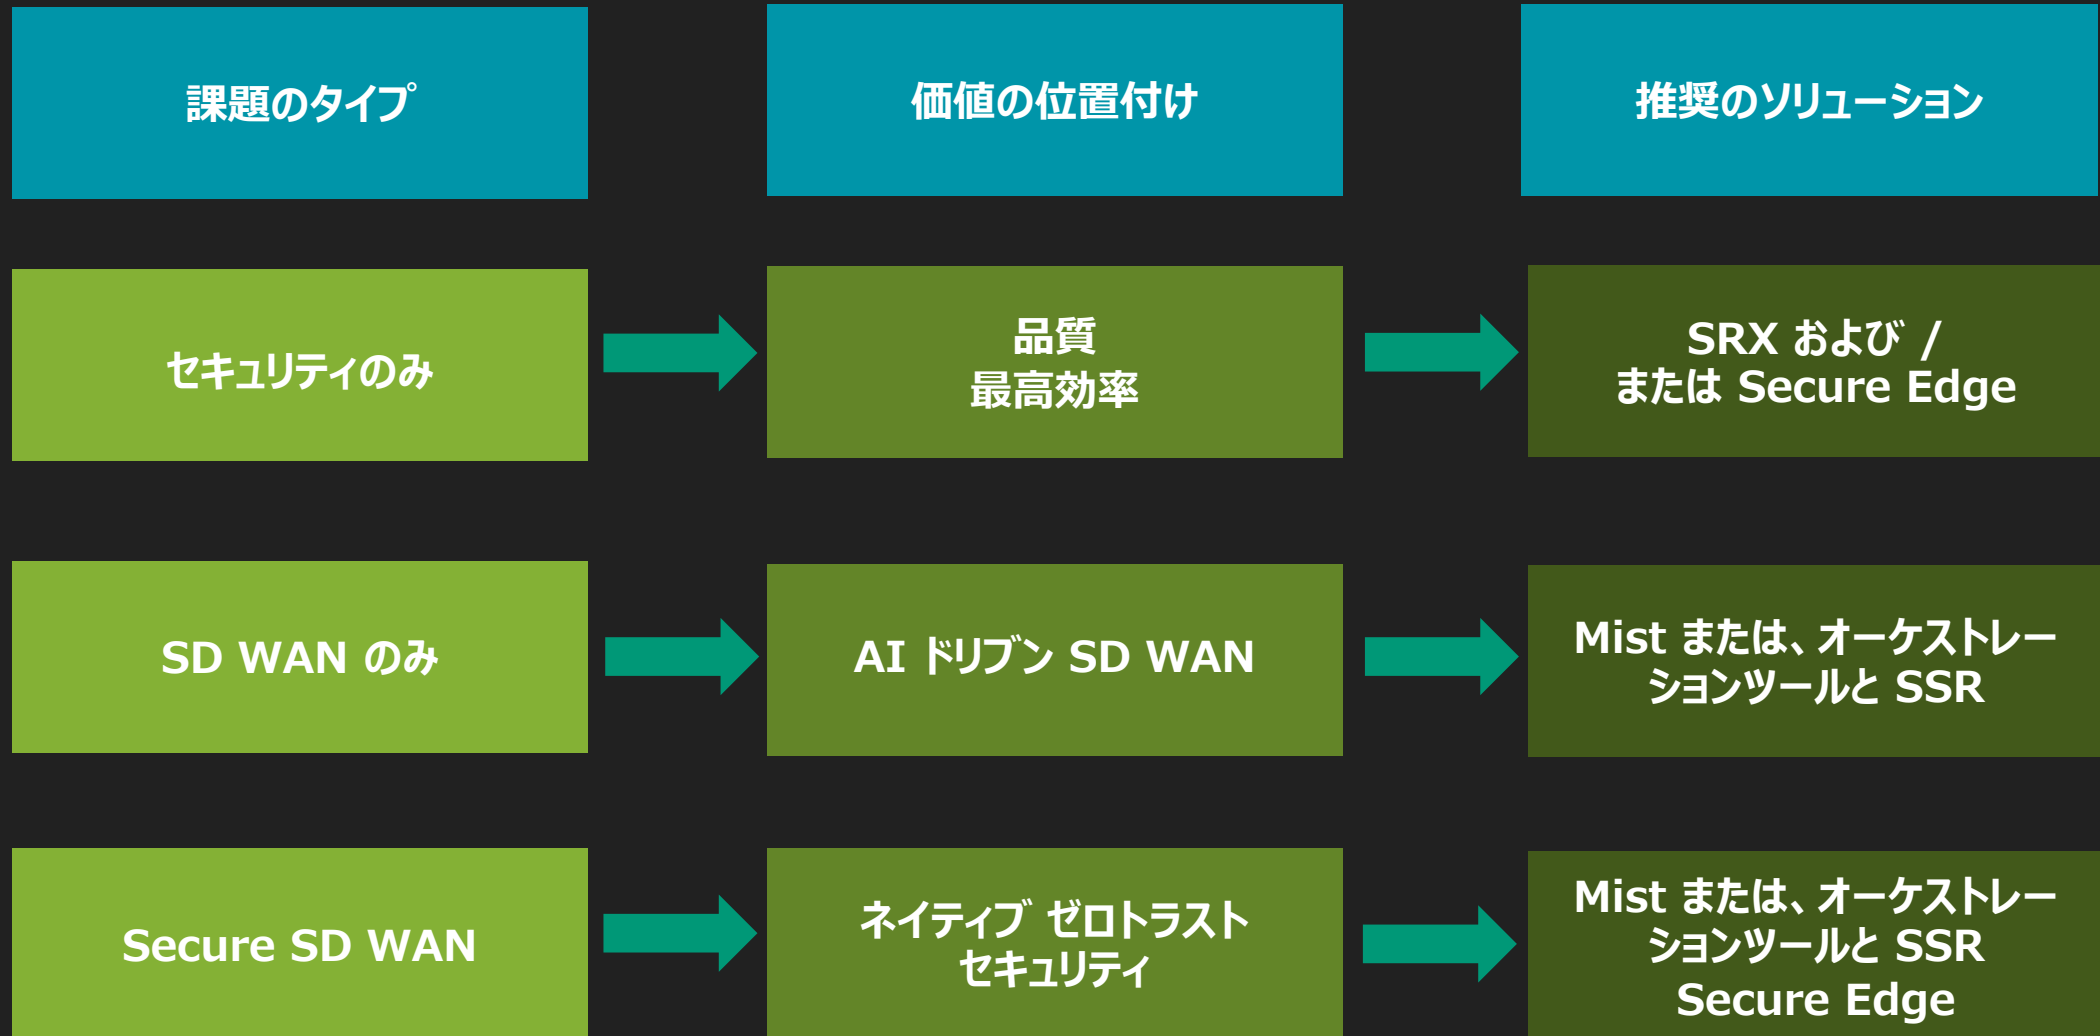 課題のタイプ
価値の位置付け
推奨のソリューション
セキュリティのみ
品質
最高効率
SRX および /
または Secure Edge
SD WAN のみ
AI ドリブン SD WAN
Mist または、オーケストレー
ションツールと SSR
Secure SD WAN
ネイティブ ゼロトラスト
セキュリティ
Mist または、オーケストレー
ションツールと SSR
Secure Edge